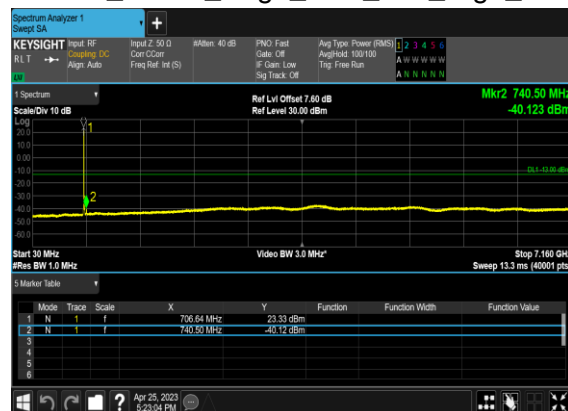 Spectrum Analyzer 1
Swept SA
+
KEYSIGHT Input: RF Input Z: 50 Ω #Atten: 40 dB PNO: Fast Avg Type: Power (RMS) 1 2 3 4 5 6
RLT Coupling: DC Corr CCorr Gate: Off Avg|Hold: 100/100 A W W W W W
Align: Auto Freq Ref: Int (S) IF Gain: Low Trig: Free Run
Sig Track: Off A N N N N N
1 Spectrum Ref Lvl Offset 7.60 dB Mkr2 740.50 MHz
Scale/Div 10 dB Ref Level 30.00 dBm -40.123 dBm
Log
20.0 1
10.0
0.00
-10.0 DL1 -13.00 dBm
-20.0
-30.0 2
-40.0
-50.0
-60.0
Start 30 MHz Video BW 3.0 MHz* Stop 7.160 GHz
#Res BW 1.0 MHz Sweep 13.3 ms (40001 pts)
5 Marker Table
Mode Trace Scale X Y Function Function Width Function Value
1 N 1 f 706.64 MHz 23.33 dBm
2 N 1 f 740.50 MHz -40.12 dBm
3
4
5
6
? Apr 25, 2023
5:23:04 PM